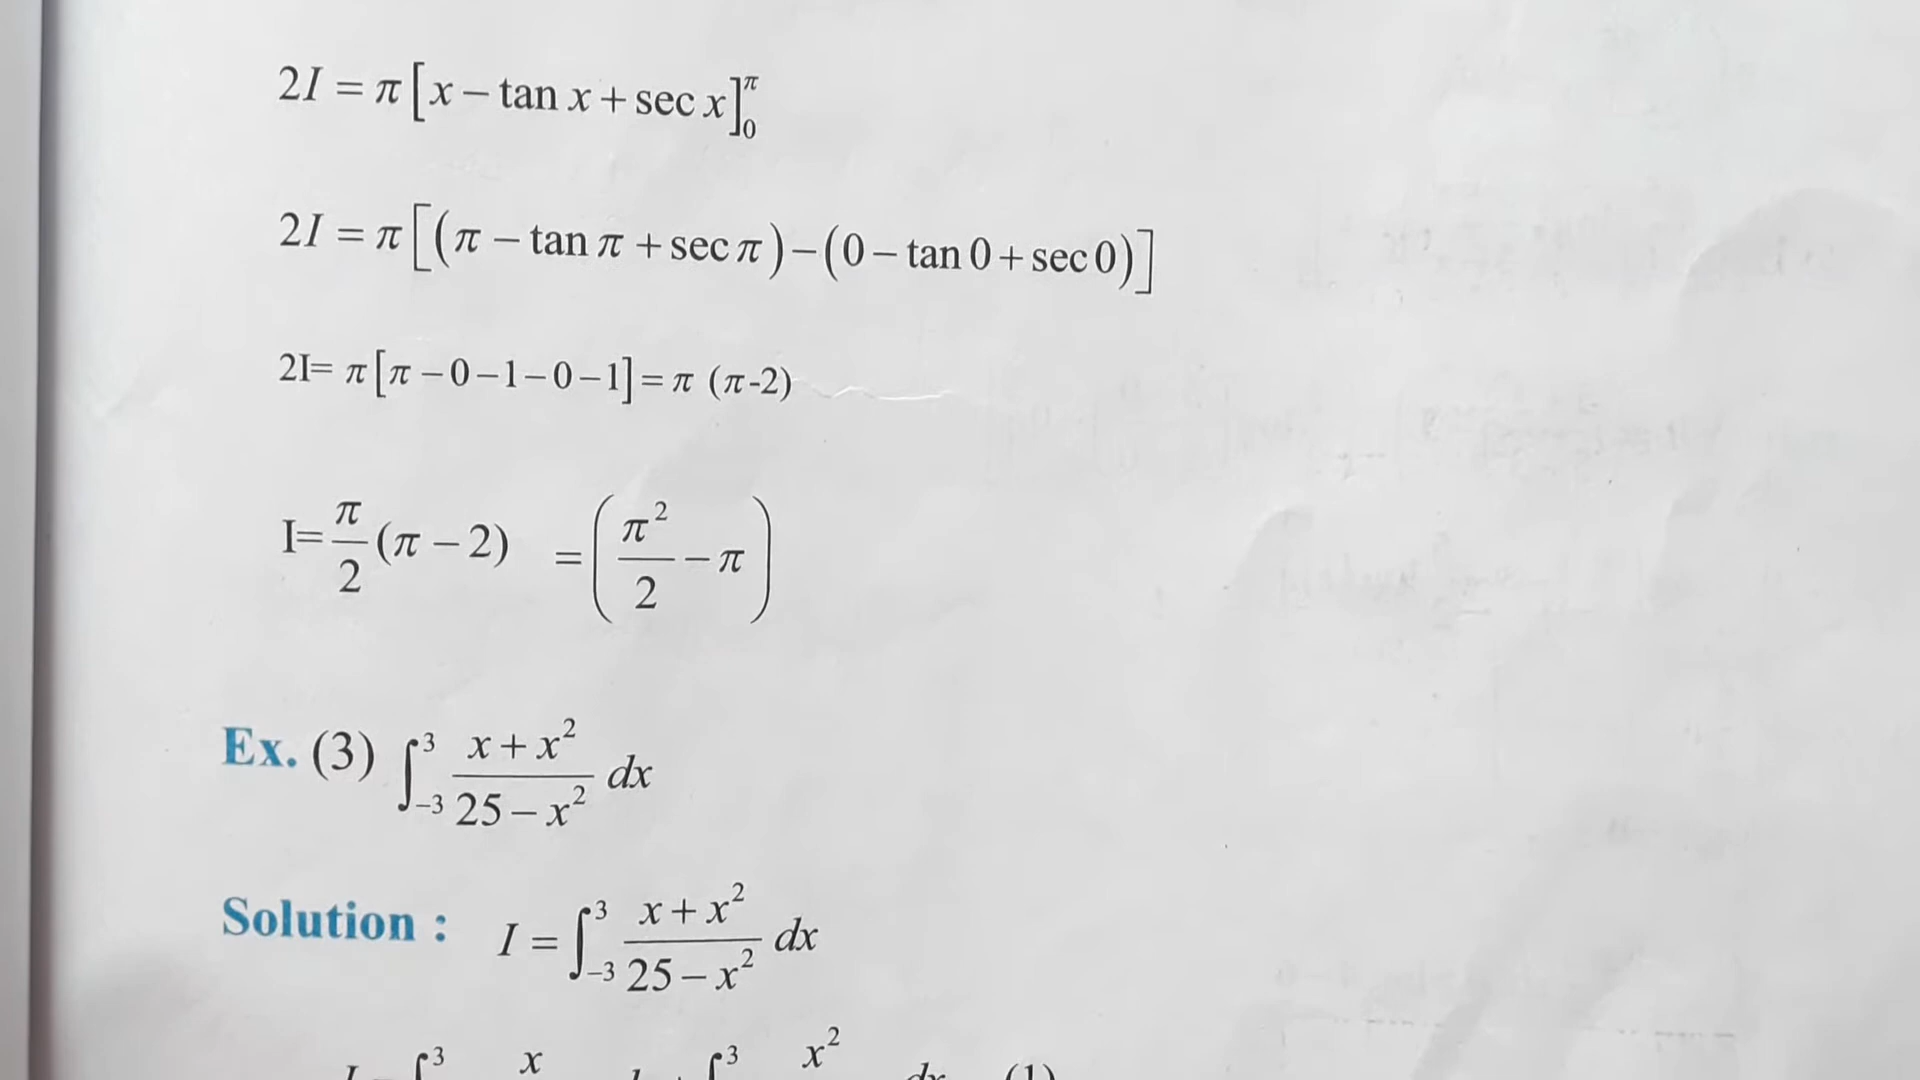 2I = π [x − tan x + sec x]₀^π
2I = π [(π − tan π + sec π) − (0 − tan 0 + sec 0)]
2I= π [π − 0 − 1 − 0 − 1] = π (π-2)
I= π/2 (π − 2) = (π²/2 − π)
Ex. (3) ∫₋₃³ (x + x²)/(25 − x²) dx
Solution : I = ∫₋₃³ (x + x²)/(25 − x²) dx